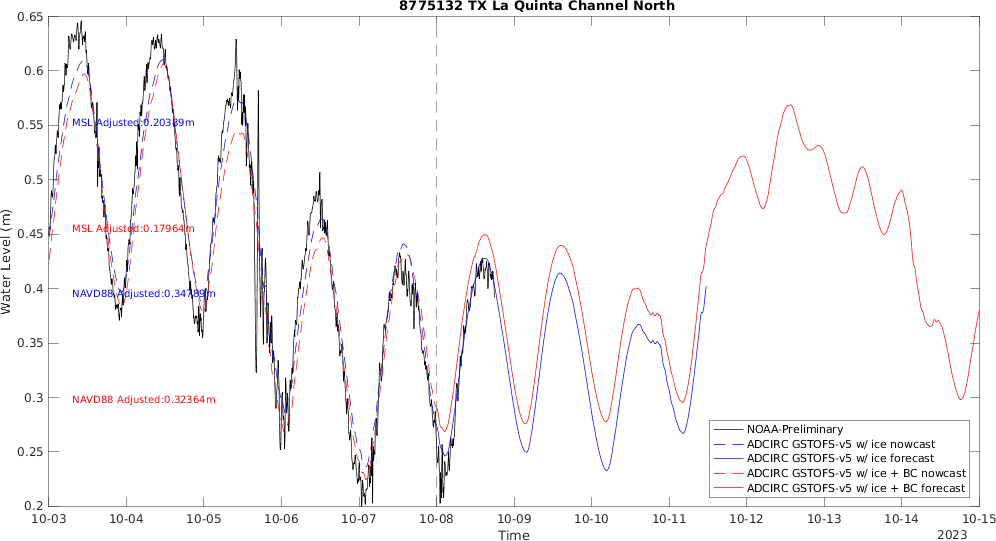 8775132 TX La Quinta Channel North
0.65
0.6
0.55
0.5
0.45
0.4
0.35
0.3
0.25
0.2
Water Level (m)
MSL Adjusted:0.20389m
MSL Adjusted:0.17964m
NAVD88 Adjusted:0.34789m
NAVD88 Adjusted:0.32364m
NOAA-Preliminary
ADCIRC GSTOFS-v5 w/ ice nowcast
ADCIRC GSTOFS-v5 w/ ice forecast
ADCIRC GSTOFS-v5 w/ ice + BC nowcast
ADCIRC GSTOFS-v5 w/ ice + BC forecast
10-03 10-04 10-05 10-06 10-07 10-08 10-09 10-10 10-11 10-12 10-13 10-14 10-15
Time
2023